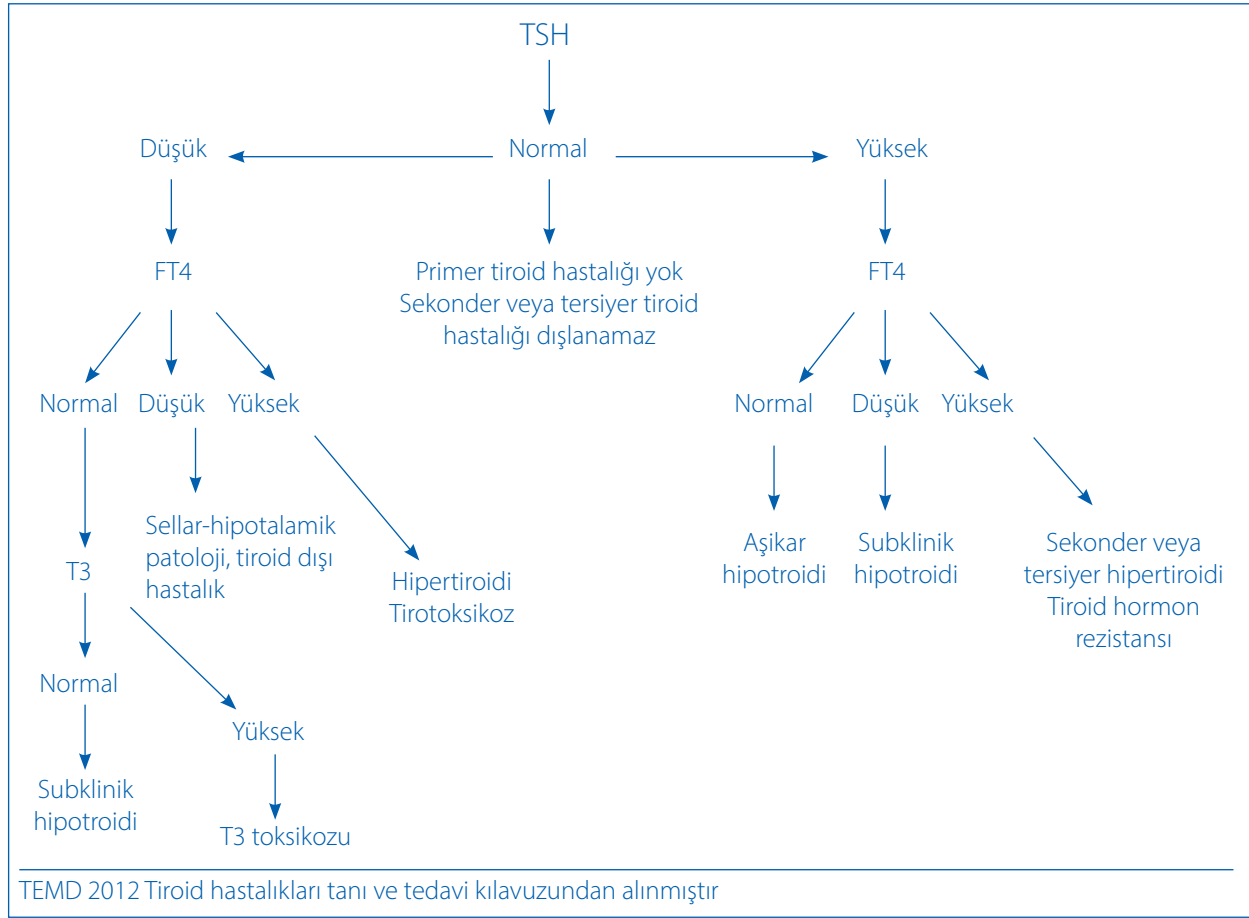 TSH
Düşük
Normal
Yüksek
FT4
Primer tiroid hastalığı yok
Sekonder veya tersiyer tiroid
hastalığı dışlanamaz
FT4
Normal
Düşük
Yüksek
Normal
Düşük
Yüksek
Sellar-hipotalamik
patoloji, tiroid dışı
hastalık
T3
Hipertiroidi
Tirotoksikoz
Aşikar
hipotroidi
Subklinik
hipotroidi
Sekonder veya
tersiyer hipertiroidi
Tiroid hormon
rezistansı
Normal
Yüksek
Subklinik
hipotroidi
T3 toksikozu
TEMD 2012 Tiroid hastalıkları tanı ve tedavi kılavuzundan alınmıştır